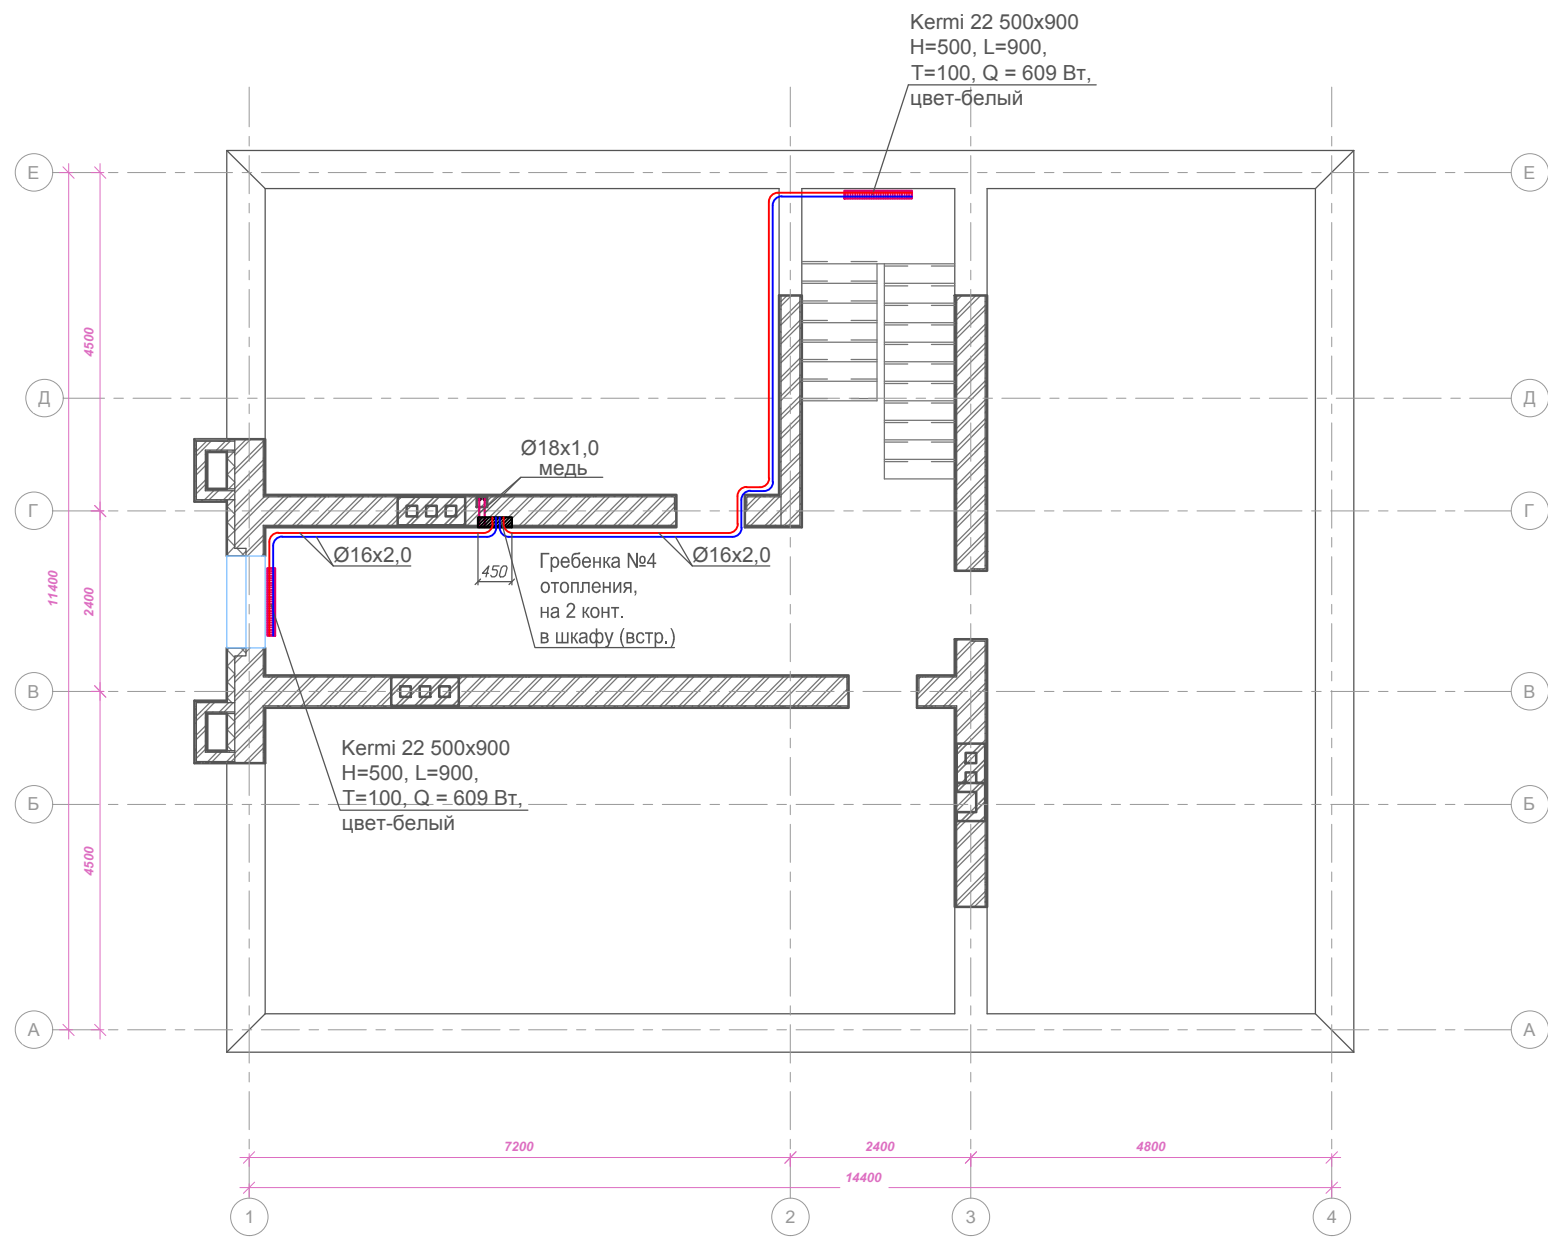 Kermi 22 500x900
H=500, L=900,
T=100, Q = 609 Вт,
цвет-белый
Е
Е
4500
Д
Д
Ø18x1,0
медь
Г
Г
Ø16x2,0
Ø16x2,0
450
Гребенка №4
отопления,
на 2 конт.
в шкафу (встр.)
11400
2400
В
В
Kermi 22 500x900
H=500, L=900,
T=100, Q = 609 Вт,
цвет-белый
Б
Б
4500
А
А
7200
2400
4800
14400
1
2
3
4